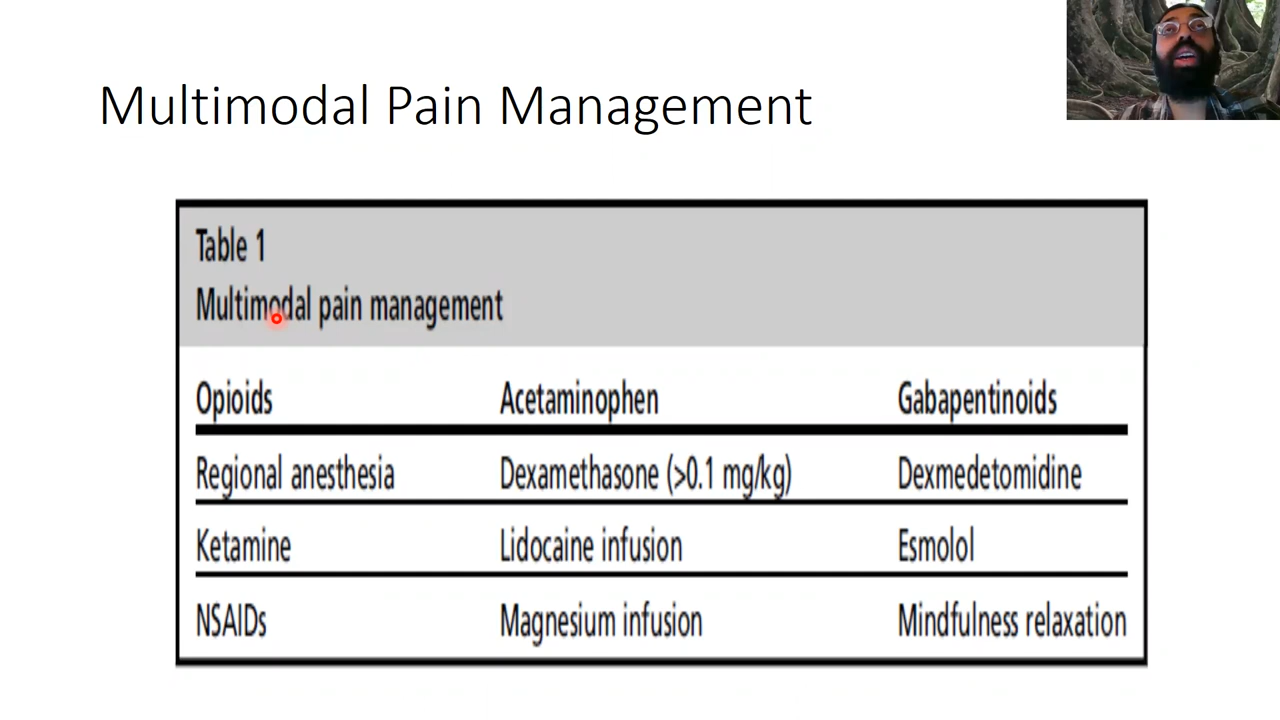 Multimodal Pain Management
Table 1
Multimodal pain management
Opioids Acetaminophen Gabapentinoids
Regional anesthesia Dexamethasone (>0.1 mg/kg) Dexmedetomidine
Ketamine Lidocaine infusion Esmolol
NSAIDs Magnesium infusion Mindfulness relaxation